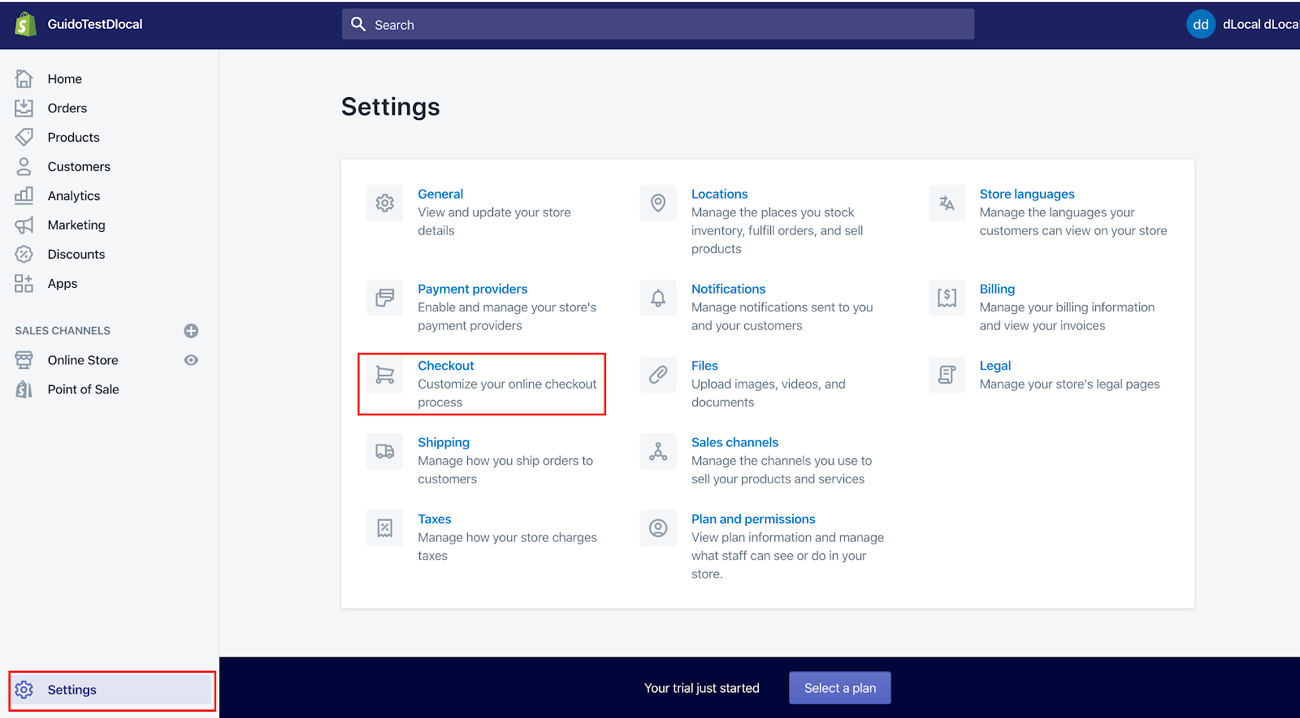 GuidoTestDlocal
Search
dd
dLocal dLoca
Home
Orders
Products
Customers
Analytics
Marketing
Discounts
Apps
SALES CHANNELS
Online Store
Point of Sale
Settings
Settings
General
View and update your store
details
Locations
Manage the places you stock
inventory, fulfill orders, and sell
products
Store languages
Manage the languages your
customers can view on your store
Payment providers
Enable and manage your store's
payment providers
Notifications
Manage notifications sent to you
and your customers
Billing
Manage your billing information
and view your invoices
Checkout
Customize your online checkout
process
Files
Upload images, videos, and
documents
Legal
Manage your store's legal pages
Shipping
Manage how you ship orders to
customers
Sales channels
Manage the channels you use to
sell your products and services
Taxes
Manage how your store charges
taxes
Plan and permissions
View plan information and manage
what staff can see or do in your
store.
Your trial just started
Select a plan